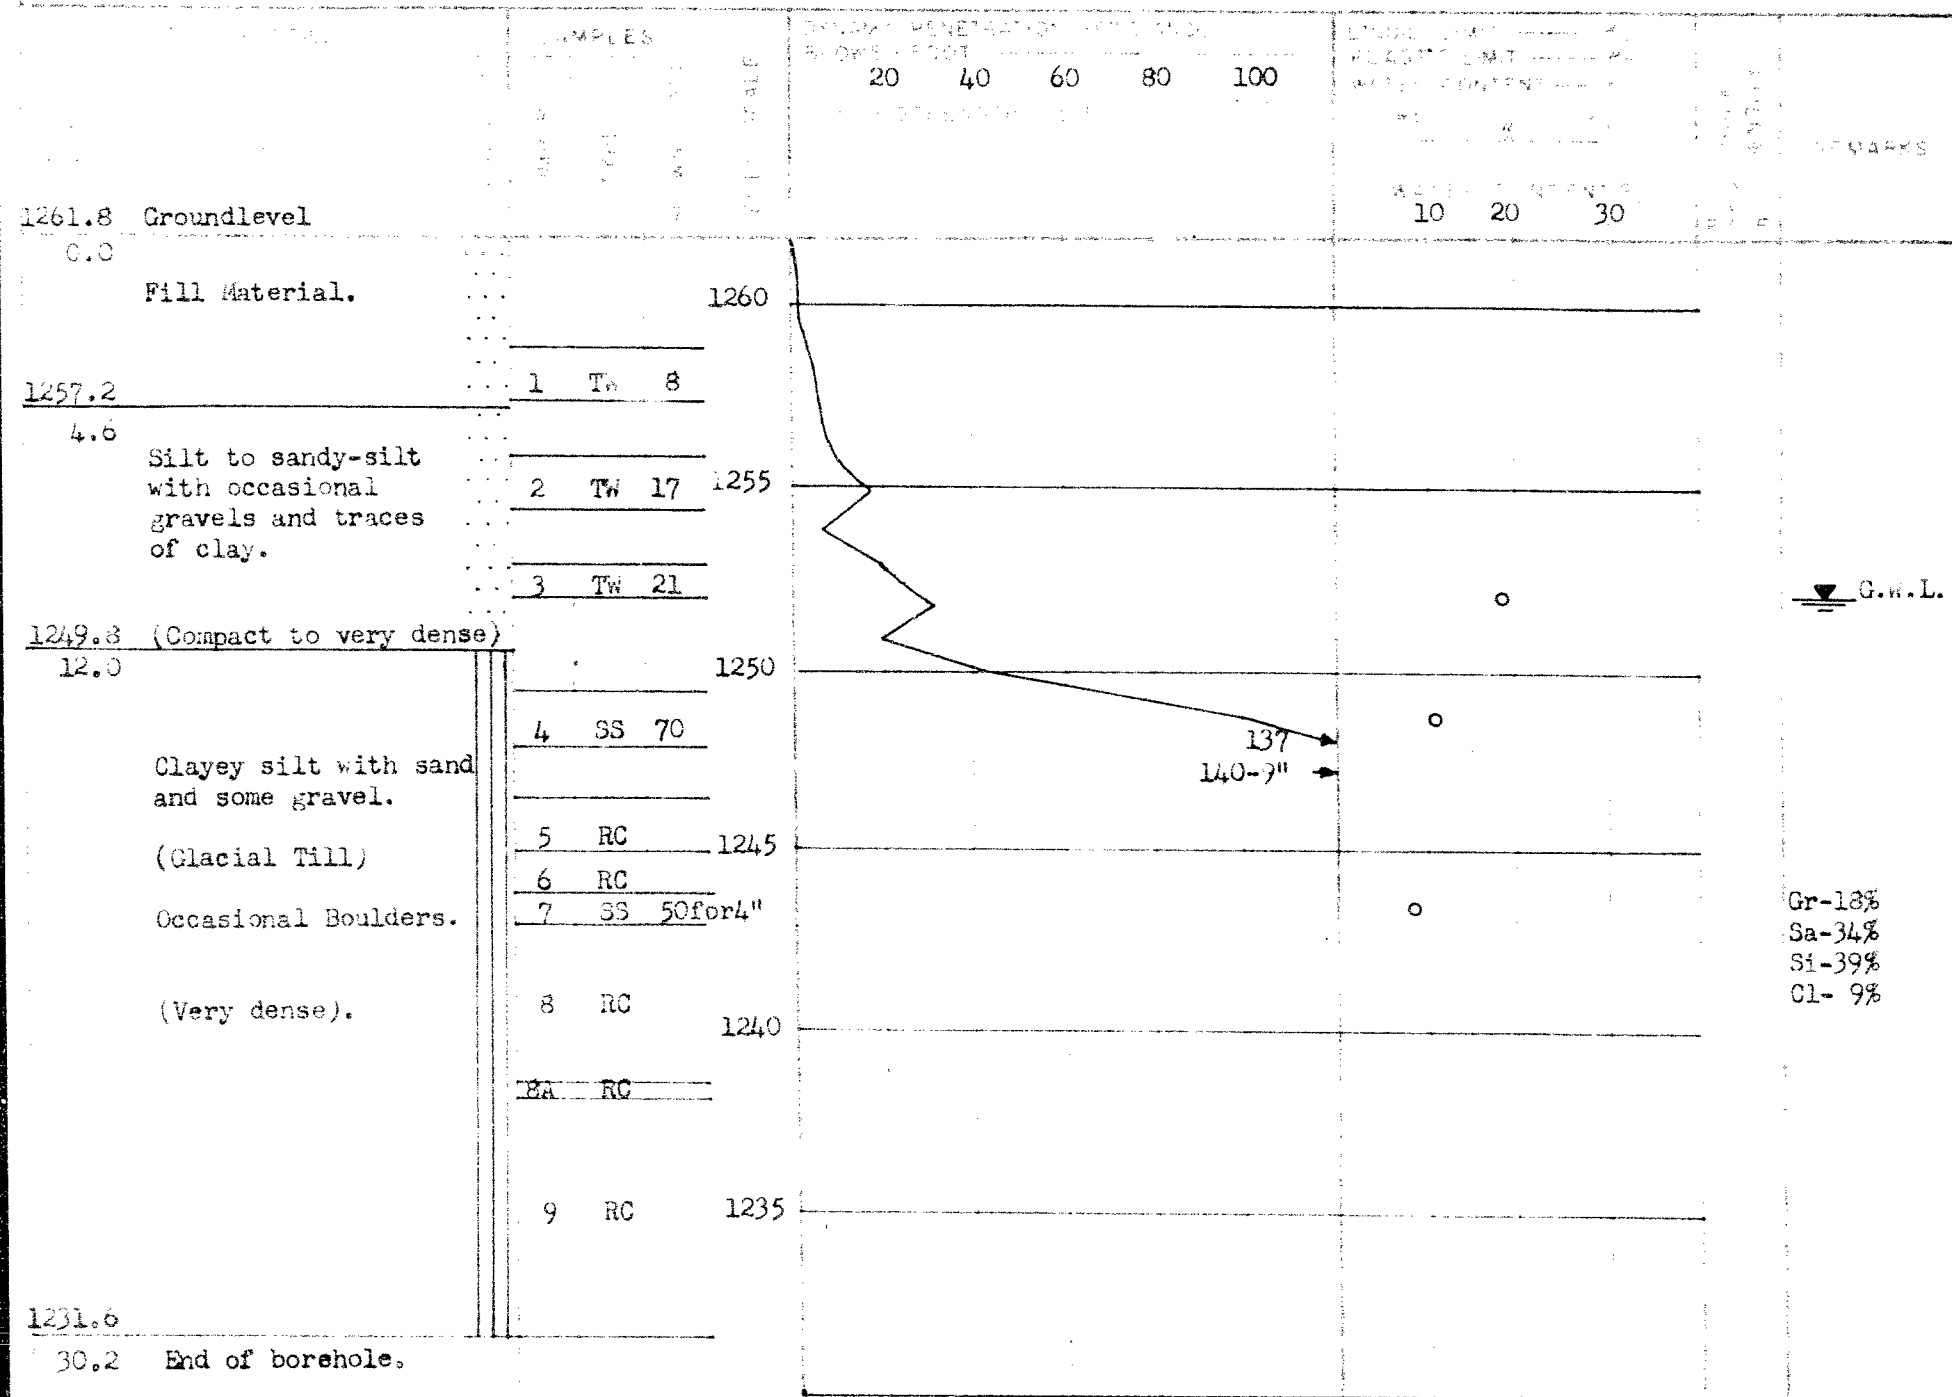 SAMPLES
BLOWS / FOOT
20 40 60 80 100
REMARKS
10 20 30
1261.8 Groundlevel
0.0
Fill Material.
1260
1 TW 8
1257.2
4.6
Silt to sandy-silt
with occasional
gravels and traces
of clay.
2 TW 17
1255
3 TW 21
G.W.L.
1249.8 (Compact to very dense)
12.0
1250
4 SS 70
137
140-9"
Clayey silt with sand
and some gravel.
5 RC
1245
(Glacial Till)
6 RC
7 SS 50for4"
Occasional Boulders.
Gr-18%
Sa-34%
Si-39%
Cl- 9%
(Very dense).
8 RC
1240
8A RC
9 RC
1235
1231.6
30.2 End of borehole.